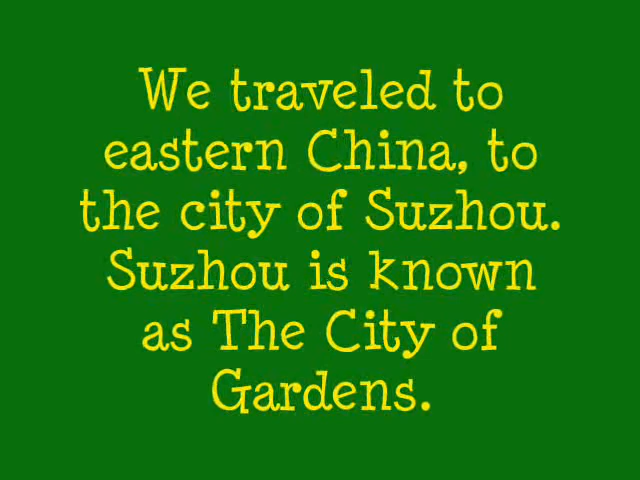 We traveled to
eastern China, to
the city of Suzhou.
Suzhou is known
as The City of
Gardens.